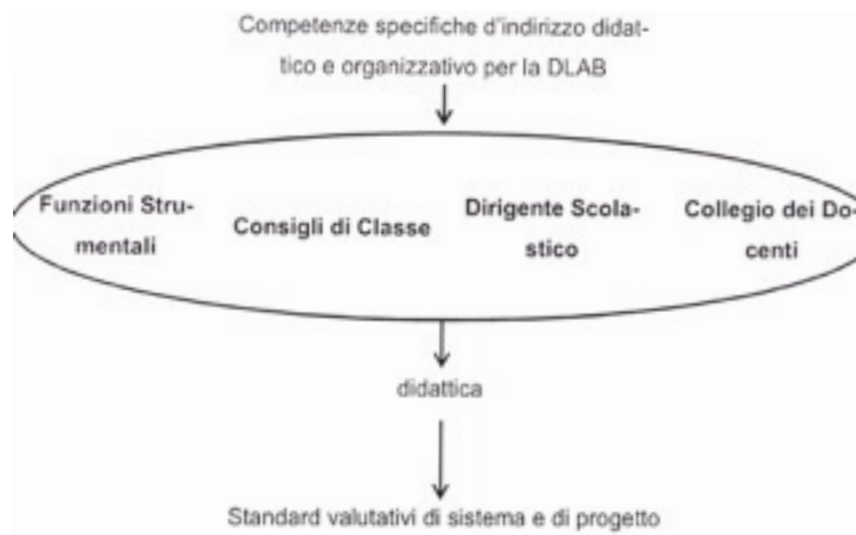 Competenze specifiche d'indirizzo didat-
tico e organizzativo per la DLAB
Funzioni Stru-
mentali
Consigli di Classe
Dirigente Scola-
stico
Collegio dei Do-
centi
didattica
Standard valutativi di sistema e di progetto